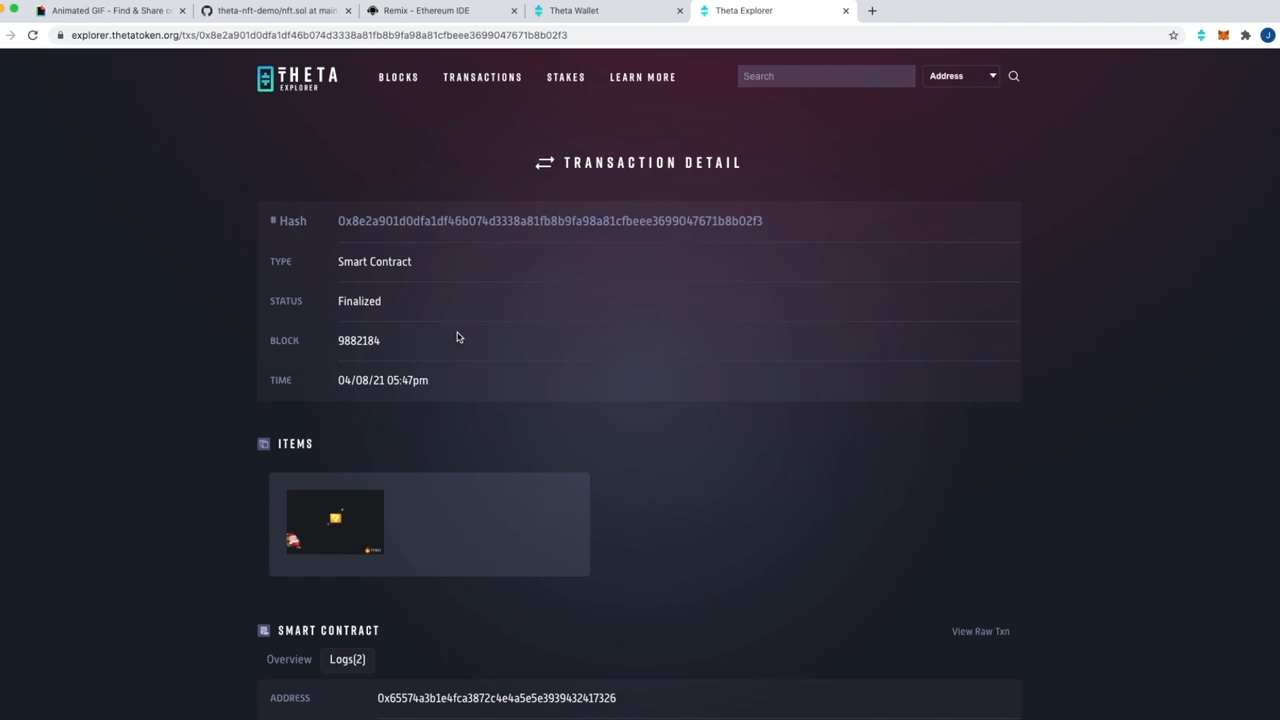 Animated GIF - Find & Share o
theta-nft-demo/nft.sol at main
Remix - Ethereum IDE
Theta Wallet
Theta Explorer
explorer.thetatoken.org/txs/0x8e2a901d0dfa1df46b074d3338a81fb8b9fa98a81cfbeee3699047671b8b02f3
J
THETA
EXPLORER
BLOCKS
TRANSACTIONS
STAKES
LEARN MORE
Search
Address
TRANSACTION DETAIL
# Hash 0x8e2a901d0dfa1df46b074d3338a81fb8b9fa98a81cfbeee3699047671b8b02f3
TYPE Smart Contract
STATUS Finalized
BLOCK 9882184
TIME 04/08/21 05:47pm
ITEMS
SMART CONTRACT
View Raw Txn
Overview
Logs(2)
ADDRESS 0x65574a3b1e4fca3872c4e4a5e5e3939432417326